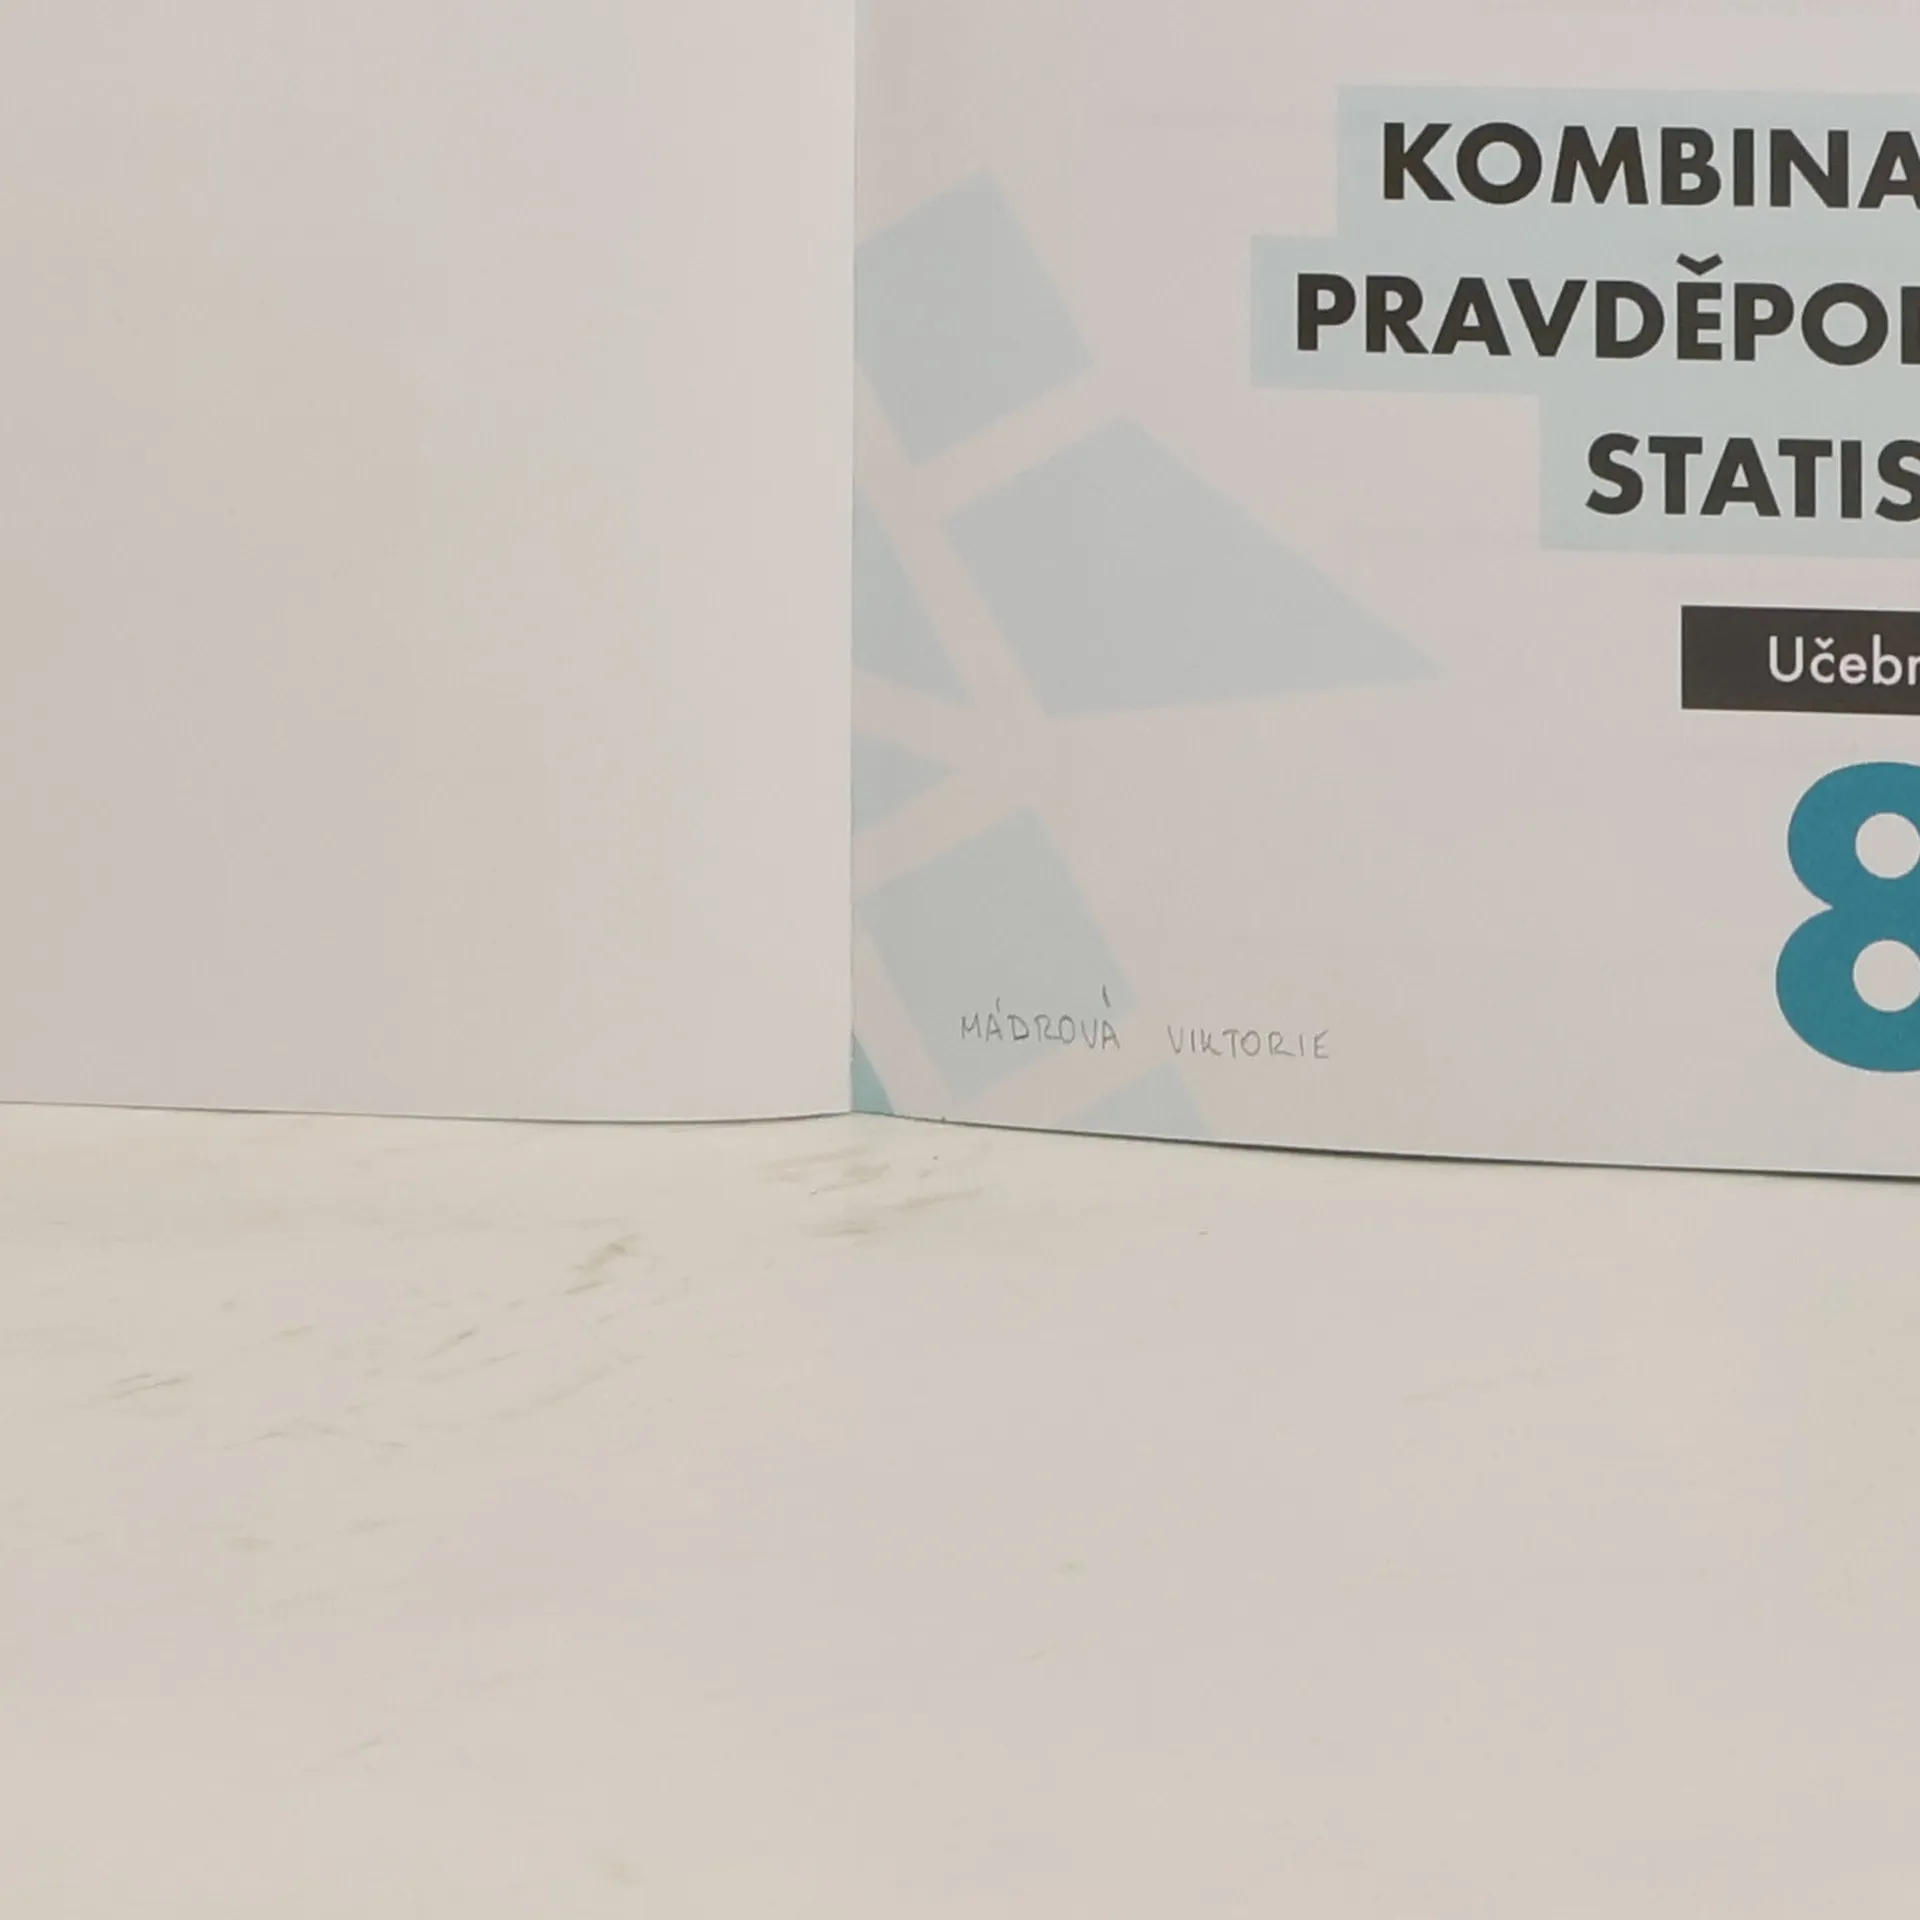 KOMBINA
PRAVDĚPO
STATIS
Učebn
8
MÁDROVÁ VIKTORIE